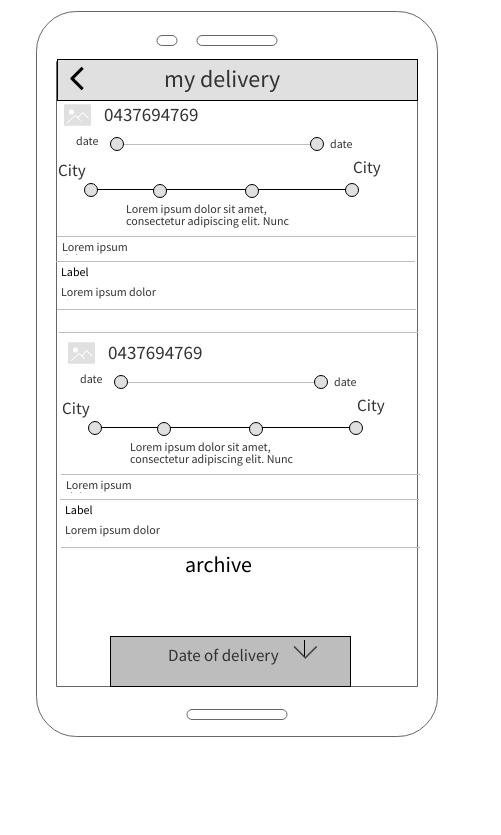 my delivery
0437694769
date date
City City
Lorem ipsum dolor sit amet,
consectetur adipiscing elit. Nunc
Lorem ipsum
Label
Lorem ipsum dolor
0437694769
date date
City City
Lorem ipsum dolor sit amet,
consectetur adipiscing elit. Nunc
Lorem ipsum
Label
Lorem ipsum dolor
archive
Date of delivery